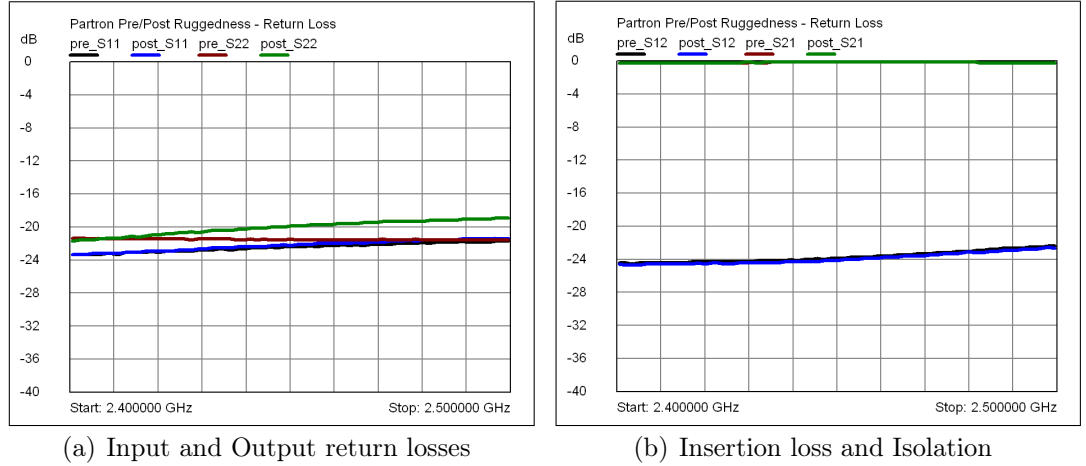 Partron Pre/Post Ruggedness - Return Loss
dB
pre_S11 post_S11 pre_S22 post_S22
0
-4
-8
-12
-16
-20
-24
-28
-32
-36
-40
Start: 2.400000 GHz Stop: 2.500000 GHz
(a) Input and Output return losses
Partron Pre/Post Ruggedness - Return Loss
dB
pre_S12 post_S12 pre_S21 post_S21
0
-4
-8
-12
-16
-20
-24
-28
-32
-36
-40
Start: 2.400000 GHz Stop: 2.500000 GHz
(b) Insertion loss and Isolation